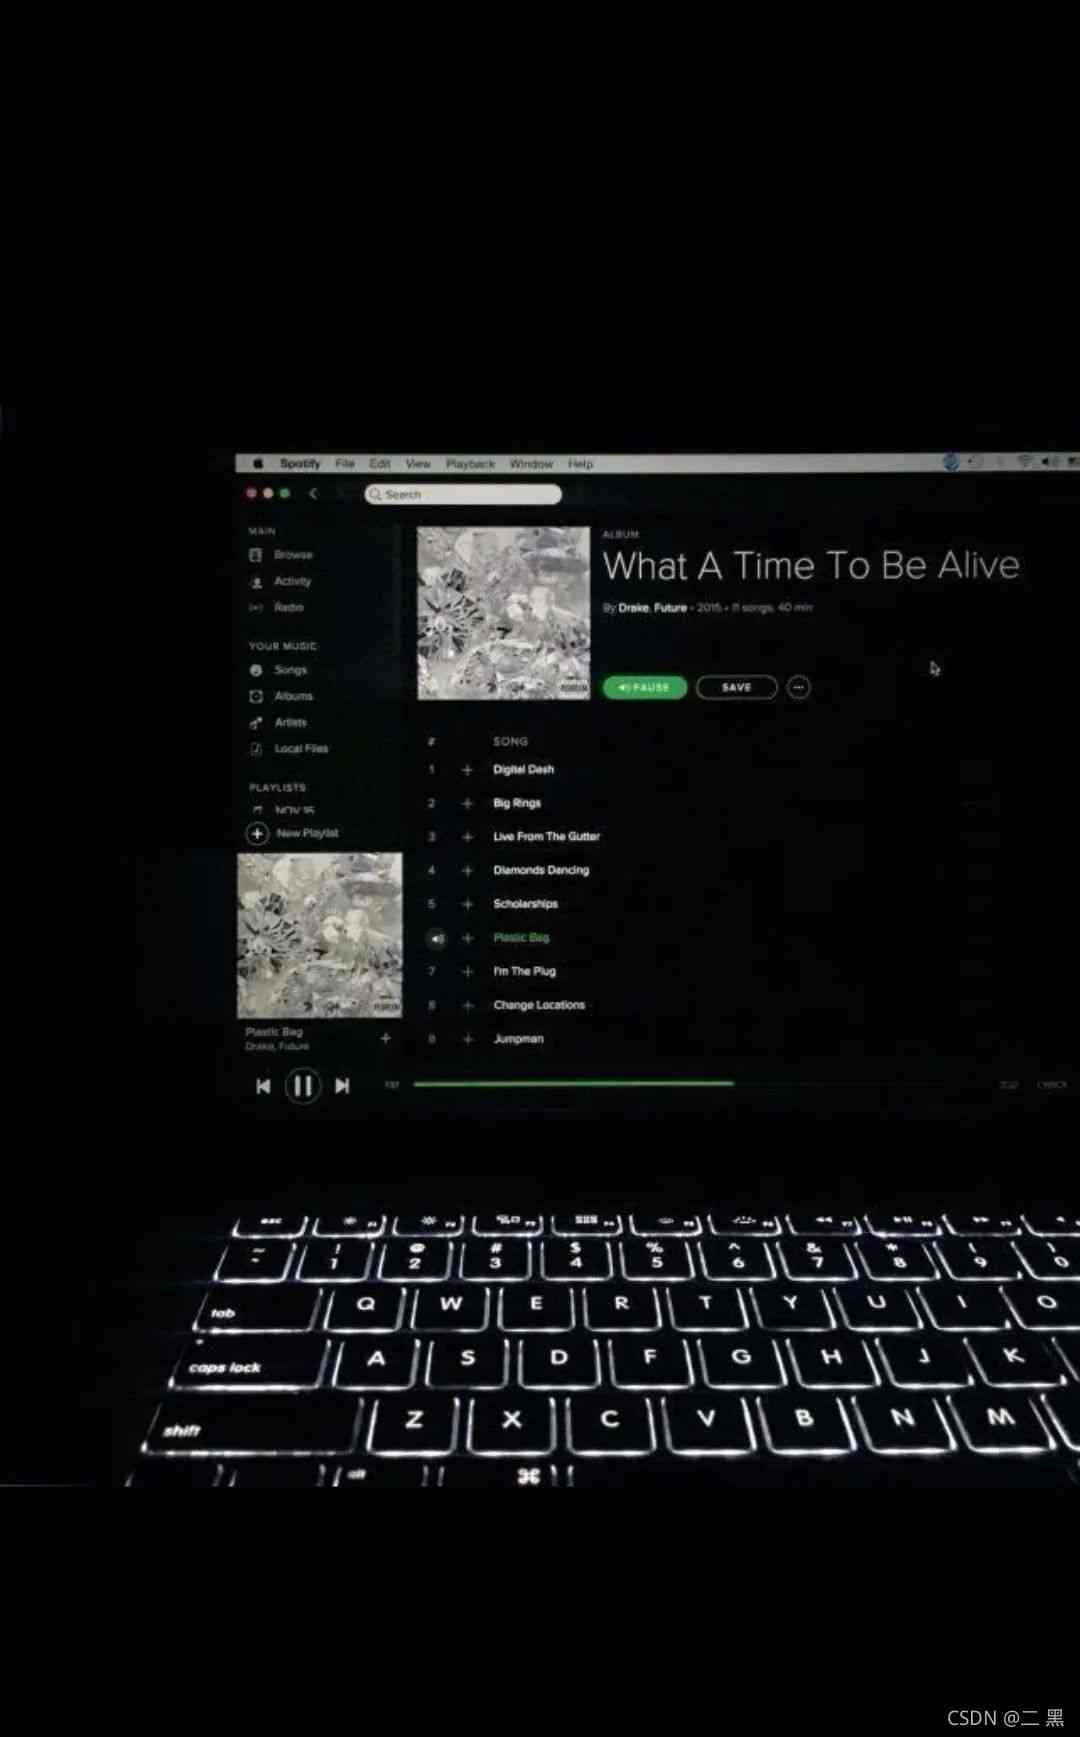 Spotify File Edit View Playback Window Help
Search
MAIN
Browse
Activity
Radio
YOUR MUSIC
Songs
Albums
Artists
Local Files
PLAYLISTS
NOV 15
New Playlist
Plastic Bag
Drake, Future
ALBUM
What A Time To Be Alive
By Drake, Future • 2015 • 11 songs, 40 min
PAUSE SAVE
# SONG
1 + Digital Dash
2 + Big Rings
3 + Live From The Gutter
4 + Diamonds Dancing
5 + Scholarships
+ Plastic Bag
7 + I'm The Plug
8 + Change Locations
9 + Jumpman
LYRICS
esc
~ ! @ # $ % ^ & * ( )
1 2 3 4 5 6 7 8 9 0
tab Q W E R T Y U I O
caps lock A S D F G H J K
shift Z X C V B N M
alt ⌘
CSDN @二 黑